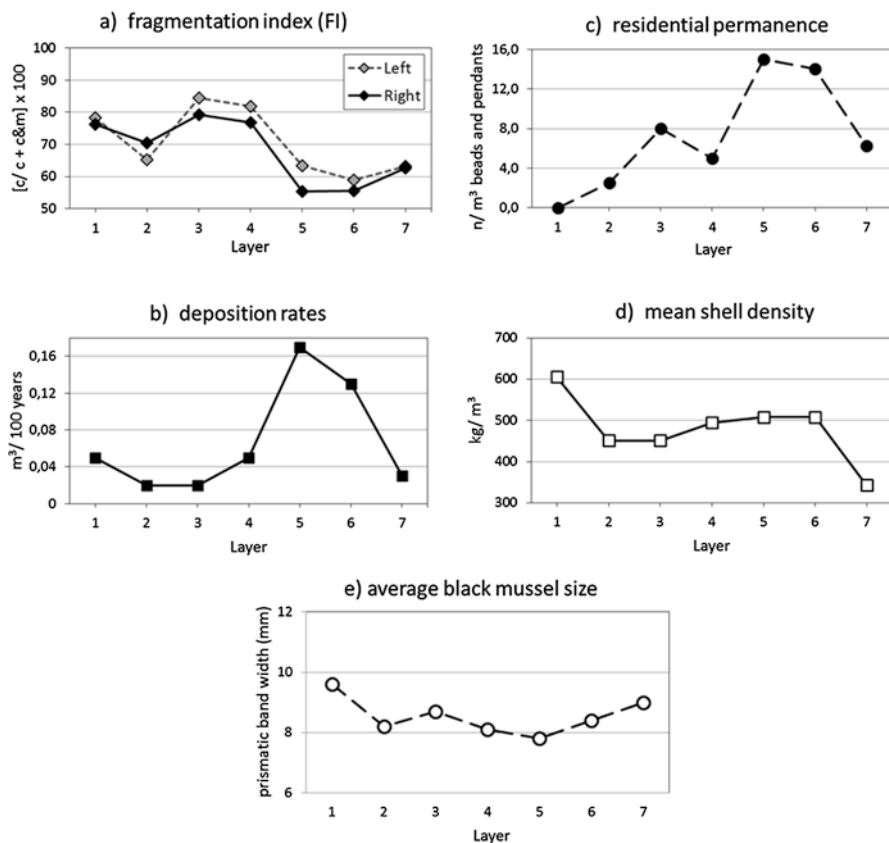 a) fragmentation index (FI)
[c/ c + c&m] x 100
100
90
80
70
60
50
Left
Right
1 2 3 4 5 6 7
Layer
c) residential permanence
n/ m³ beads and pendants
16,0
12,0
8,0
4,0
0,0
1 2 3 4 5 6 7
Layer
b) deposition rates
m³/ 100 years
0,16
0,12
0,08
0,04
0
1 2 3 4 5 6 7
Layer
d) mean shell density
kg/ m³
700
600
500
400
300
1 2 3 4 5 6 7
Layer
e) average black mussel size
prismatic band width (mm)
12
10
8
6
1 2 3 4 5 6 7
Layer